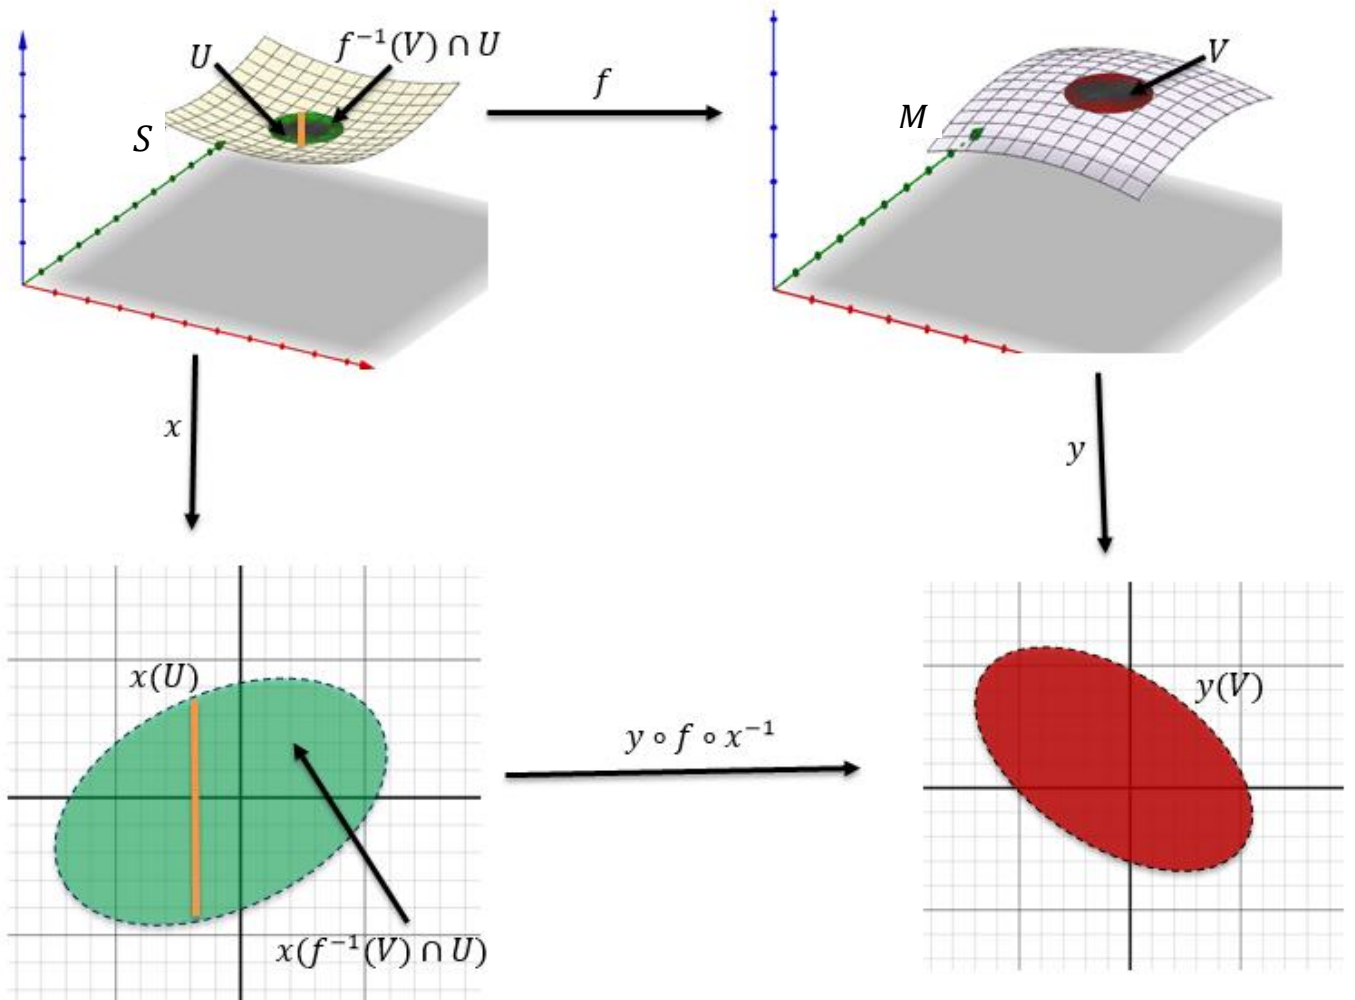 U
f⁻¹(V) ∩ U
f
V
S
M
x
y
x(U)
y(V)
y ∘ f ∘ x⁻¹
x(f⁻¹(V) ∩ U)